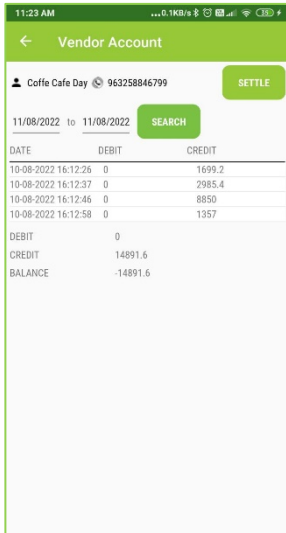 11:23 AM ...0.1KB/s 39
Vendor Account
Coffe Cafe Day 963258846799 SETTLE
11/08/2022 to 11/08/2022 SEARCH
DATE DEBIT CREDIT
10-08-2022 16:12:26 0 1699.2
10-08-2022 16:12:37 0 2985.4
10-08-2022 16:12:46 0 8850
10-08-2022 16:12:58 0 1357
DEBIT 0
CREDIT 14891.6
BALANCE -14891.6